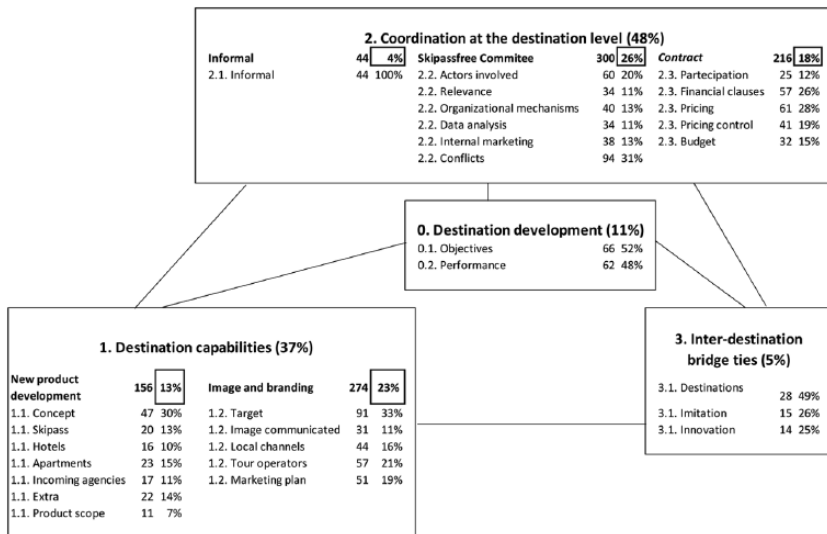 2. Coordination at the destination level (48%)
Informal 44 4% Skipassfree Commitee 300 26% Contract 216 18%
2.1. Informal 44 100% 2.2. Actors involved 60 20% 2.3. Partecipation 25 12%
2.2. Relevance 34 11% 2.3. Financial clauses 57 26%
2.2. Organizational mechanisms 40 13% 2.3. Pricing 61 28%
2.2. Data analysis 34 11% 2.3. Pricing control 41 19%
2.2. Internal marketing 38 13% 2.3. Budget 32 15%
2.2. Conflicts 94 31%
0. Destination development (11%)
0.1. Objectives 66 52%
0.2. Performance 62 48%
1. Destination capabilities (37%)
New product
development 156 13% Image and branding 274 23%
1.1. Concept 47 30% 1.2. Target 91 33%
1.1. Skipass 20 13% 1.2. Image communicated 31 11%
1.1. Hotels 16 10% 1.2. Local channels 44 16%
1.1. Apartments 23 15% 1.2. Tour operators 57 21%
1.1. Incoming agencies 17 11% 1.2. Marketing plan 51 19%
1.1. Extra 22 14%
1.1. Product scope 11 7%
3. Inter-destination
bridge ties (5%)
3.1. Destinations 28 49%
3.1. Imitation 15 26%
3.1. Innovation 14 25%